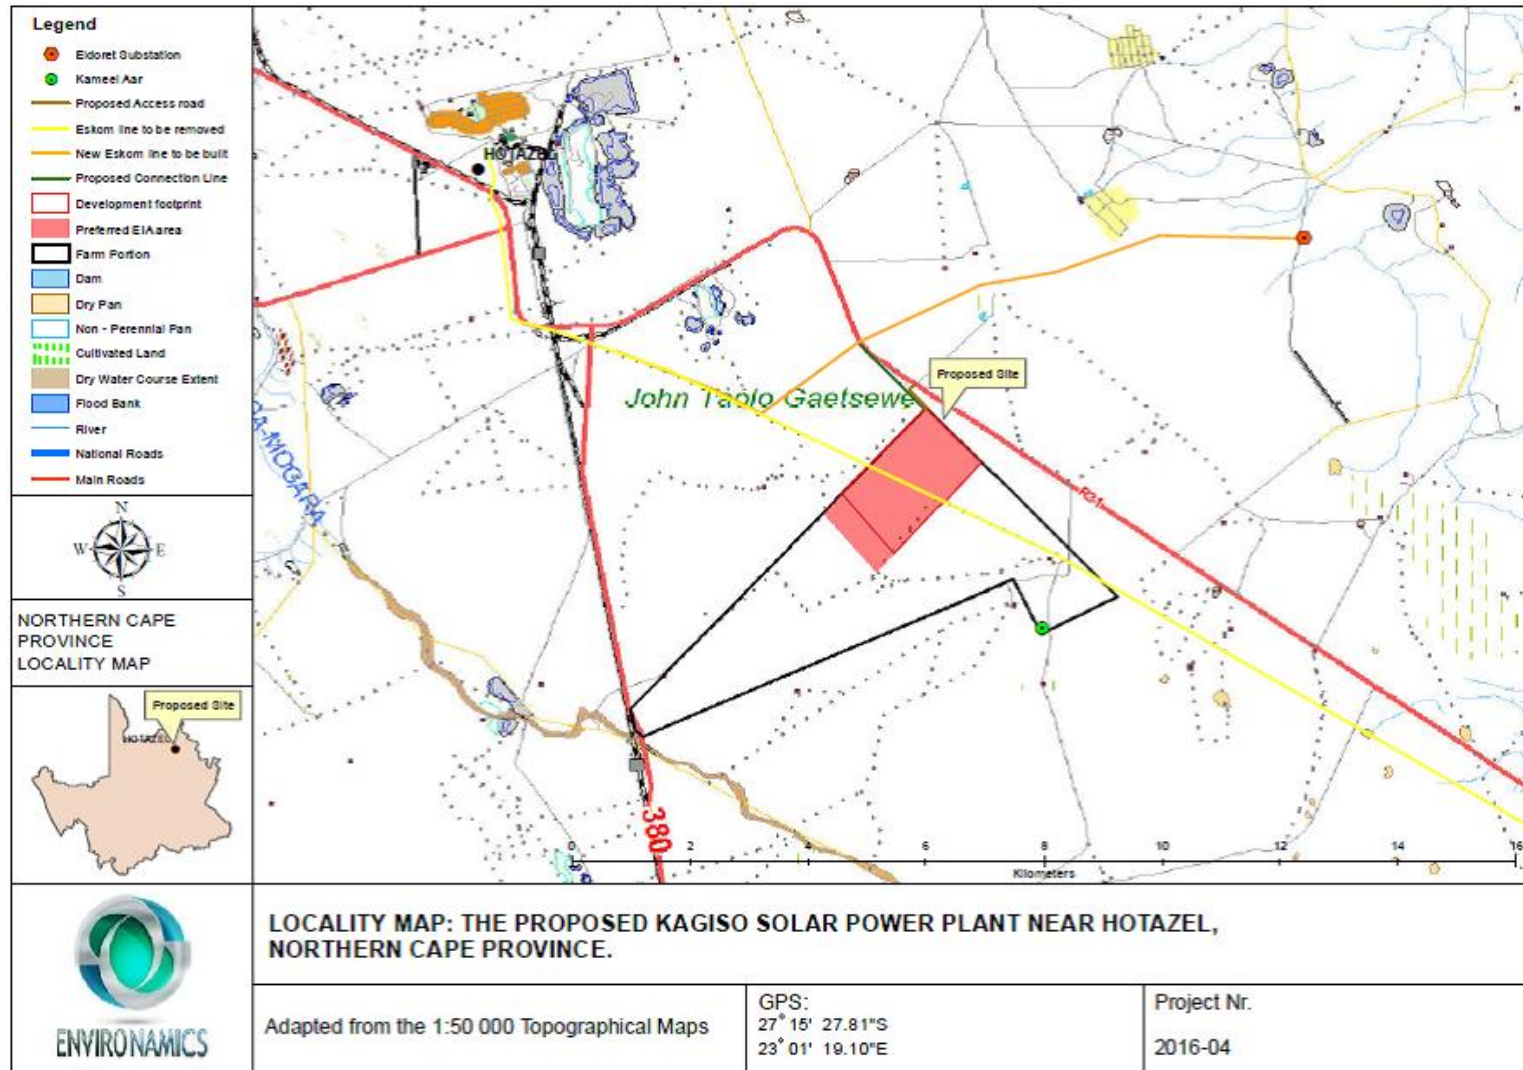 Legend
Eldoret Substation
Kameel Aar
Proposed Access road
Eskom line to be removed
New Eskom line to be built
Proposed Connection Line
Development footprint
Preferred EIA area
Farm Portion
Dam
Dry Pan
Non - Perennial Pan
Cultivated Land
Dry Water Course Extent
Flood Bank
River
National Roads
Main Roads
N
W E
S
NORTHERN CAPE
PROVINCE
LOCALITY MAP
Proposed Site
HOTAZEL
ENVIRONAMICS
HOTAZEL
John Taolo Gaetsewe
Proposed Site
R31
380
0 2 4 6 8 10 12 14 16
Kilometers
LOCALITY MAP: THE PROPOSED KAGISO SOLAR POWER PLANT NEAR HOTAZEL,
NORTHERN CAPE PROVINCE.
Adapted from the 1:50 000 Topographical Maps
GPS:
27° 15' 27.81"S
23° 01' 19.10"E
Project Nr.
2016-04